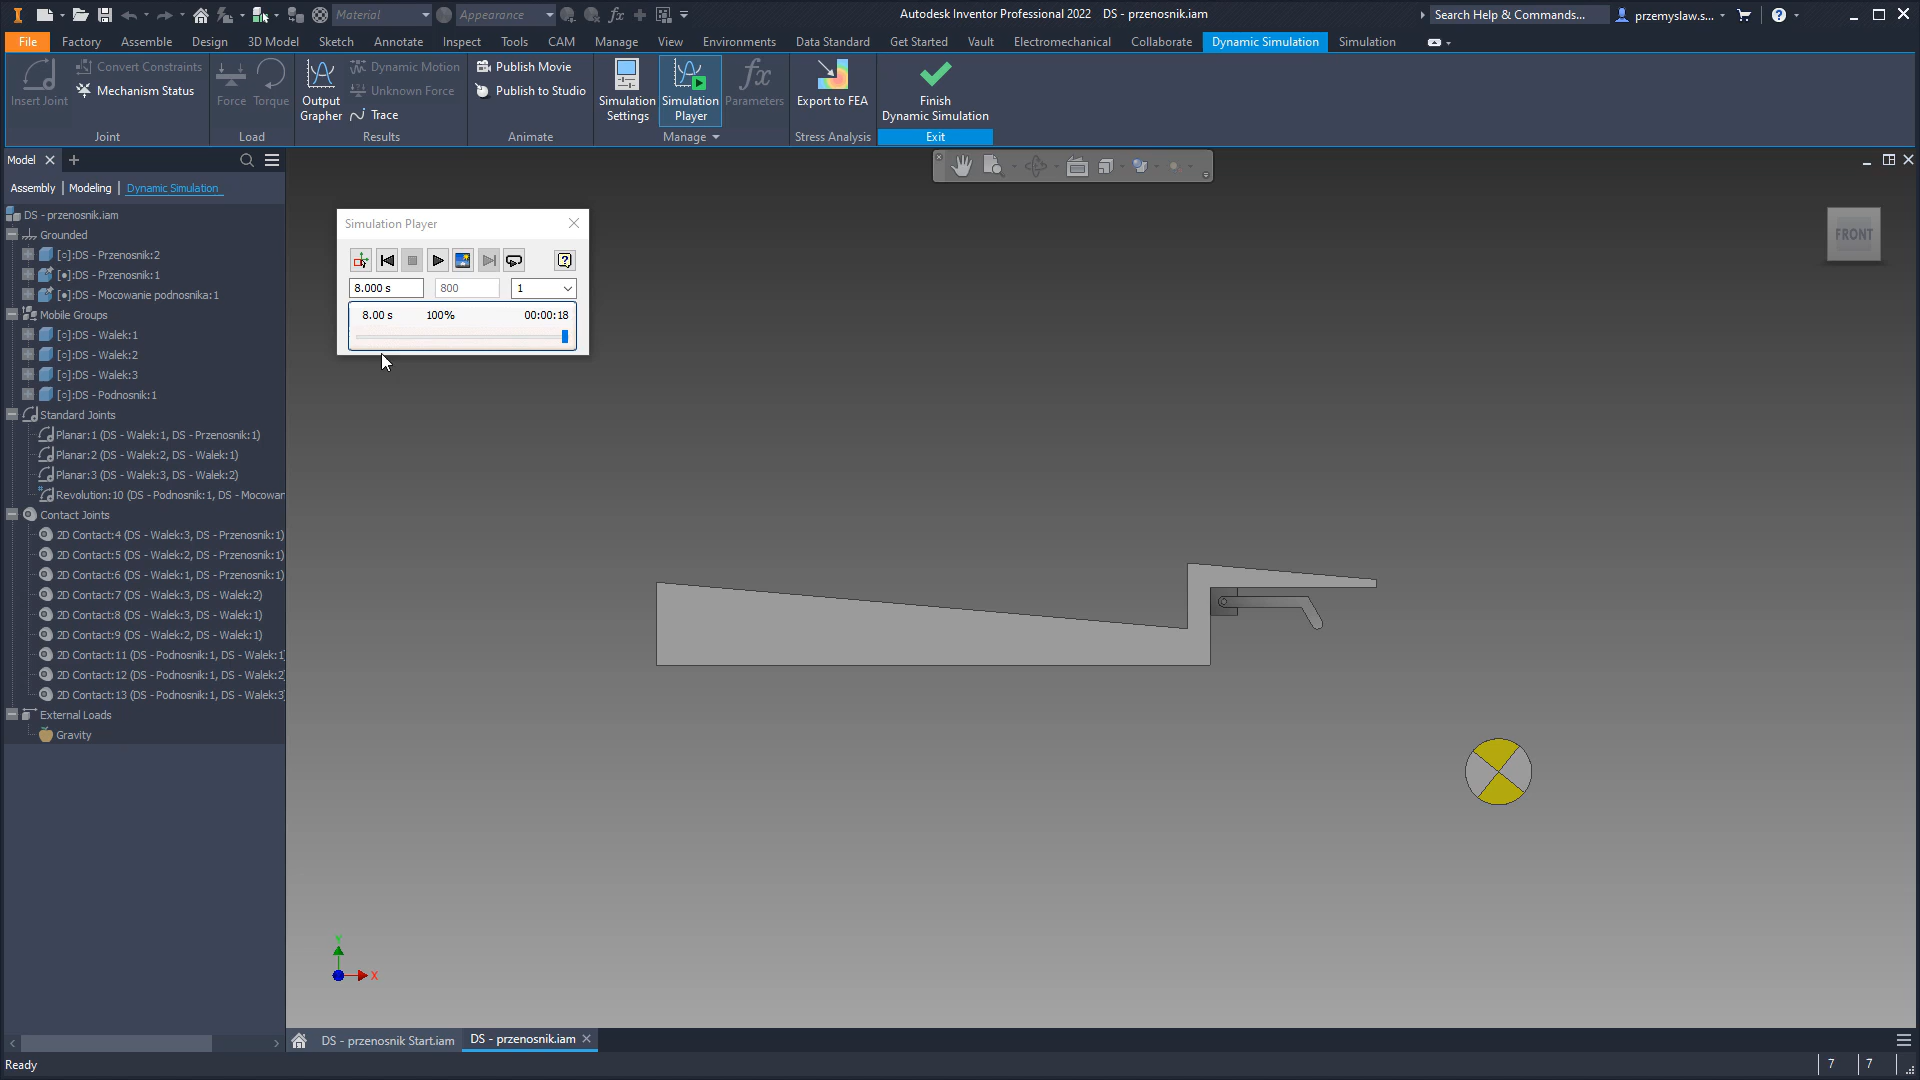 Material
Appearance
Autodesk Inventor Professional 2022 DS - przenosnik.iam
Search Help & Commands...
przemyslaw.s...
File Factory Assemble Design 3D Model Sketch Annotate Inspect Tools CAM Manage View Environments Data Standard Get Started Vault Electromechanical Collaborate Dynamic Simulation Simulation
Insert Joint
Convert Constraints
Mechanism Status
Joint
Force
Torque
Load
Output Grapher
Dynamic Motion
Unknown Force
Trace
Results
Publish Movie
Publish to Studio
Animate
Simulation Settings
Simulation Player
Parameters
Manage
Export to FEA
Stress Analysis
Finish Dynamic Simulation
Exit
Model
Assembly | Modeling | Dynamic Simulation
DS - przenosnik.iam
Grounded
[○]:DS - Przenosnik:2
[●]:DS - Przenosnik:1
[●]:DS - Mocowanie podnosnika:1
Mobile Groups
[○]:DS - Walek:1
[○]:DS - Walek:2
[○]:DS - Walek:3
[○]:DS - Podnosnik:1
Standard Joints
Planar:1 (DS - Walek:1, DS - Przenosnik:1)
Planar:2 (DS - Walek:2, DS - Walek:1)
Planar:3 (DS - Walek:3, DS - Walek:2)
Revolution:10 (DS - Podnosnik:1, DS - Mocowar
Contact Joints
2D Contact:4 (DS - Walek:3, DS - Przenosnik:1)
2D Contact:5 (DS - Walek:2, DS - Przenosnik:1)
2D Contact:6 (DS - Walek:1, DS - Przenosnik:1)
2D Contact:7 (DS - Walek:3, DS - Walek:2)
2D Contact:8 (DS - Walek:3, DS - Walek:1)
2D Contact:9 (DS - Walek:2, DS - Walek:1)
2D Contact:11 (DS - Podnosnik:1, DS - Walek:1
2D Contact:12 (DS - Podnosnik:1, DS - Walek:2
2D Contact:13 (DS - Podnosnik:1, DS - Walek:3
External Loads
Gravity
Simulation Player
8.000 s 800 1
8.00 s 100% 00:00:18
FRONT
Y
X
DS - przenosnik Start.iam
DS - przenosnik.iam
Ready
7 7